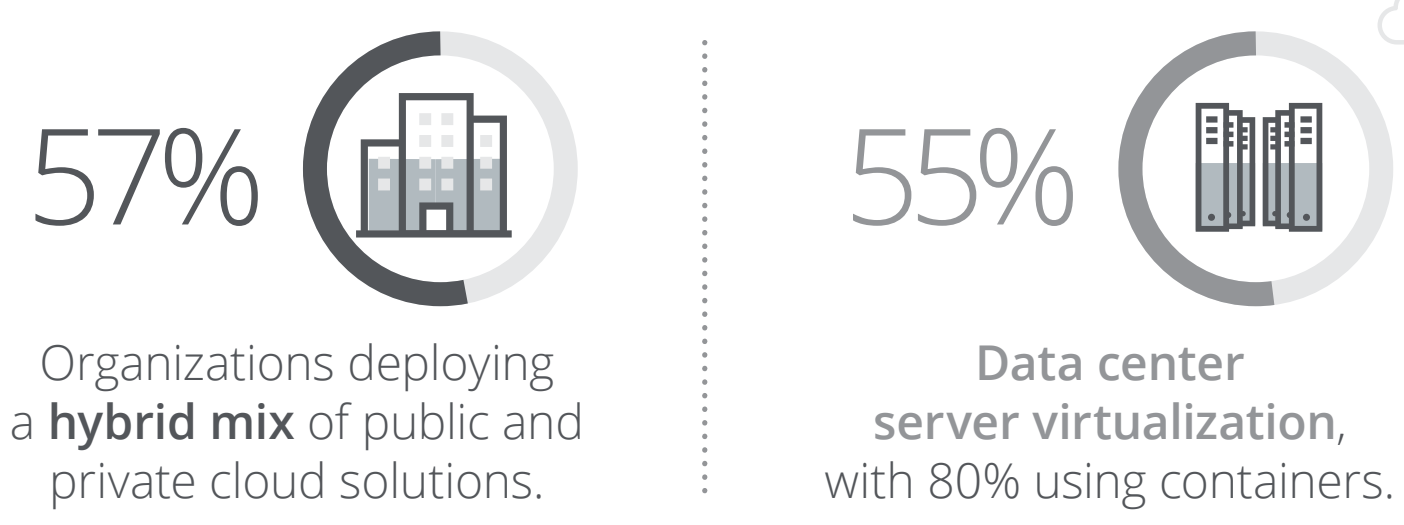 57%
Organizations deploying
a hybrid mix of public and
private cloud solutions.
55%
Data center
server virtualization,
with 80% using containers.